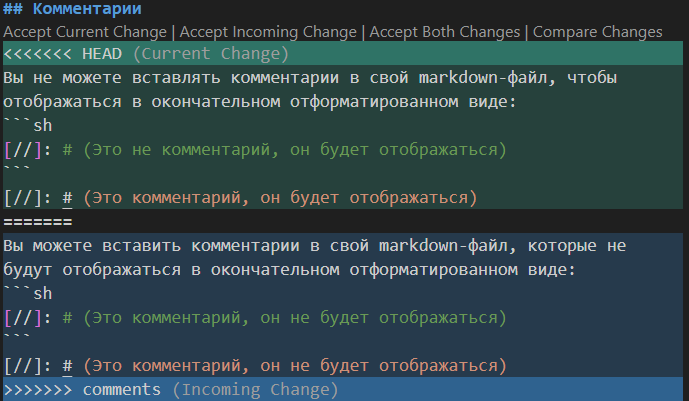 ## Комментарии
Accept Current Change | Accept Incoming Change | Accept Both Changes | Compare Changes
<<<<<<< HEAD (Current Change)
Вы не можете вставлять комментарии в свой markdown-файл, чтобы
отображаться в окончательном отформатированном виде:
```sh
[//]: # (Это не комментарий, он будет отображаться)
```
[//]: # (Это комментарий, он будет отображаться)
=======
Вы можете вставить комментарии в свой markdown-файл, которые не
будут отображаться в окончательном отформатированном виде:
```sh
[//]: # (Это комментарий, он не будет отображаться)
```
[//]: # (Это комментарий, он не будет отображаться)
>>>>>>> comments (Incoming Change)